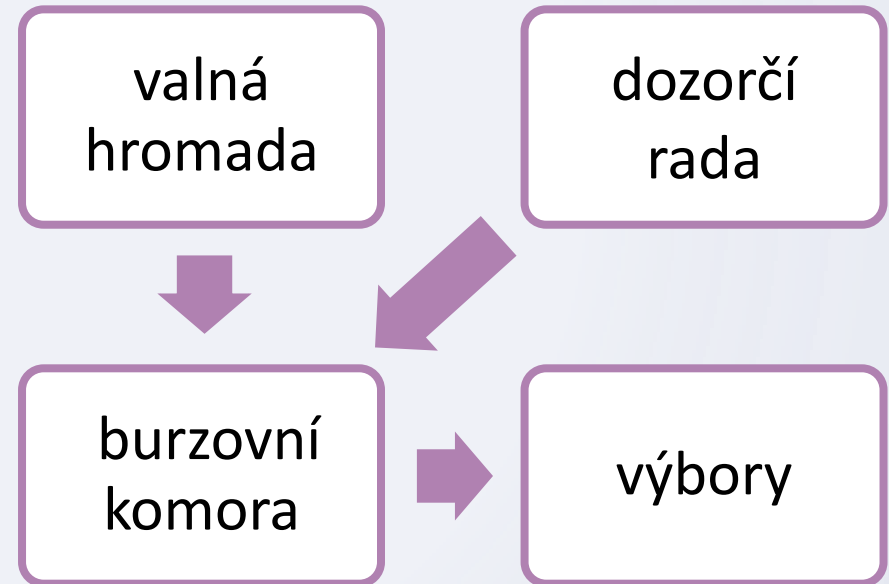 valná
hromada
dozorčí
rada
burzovní
komora
výbory